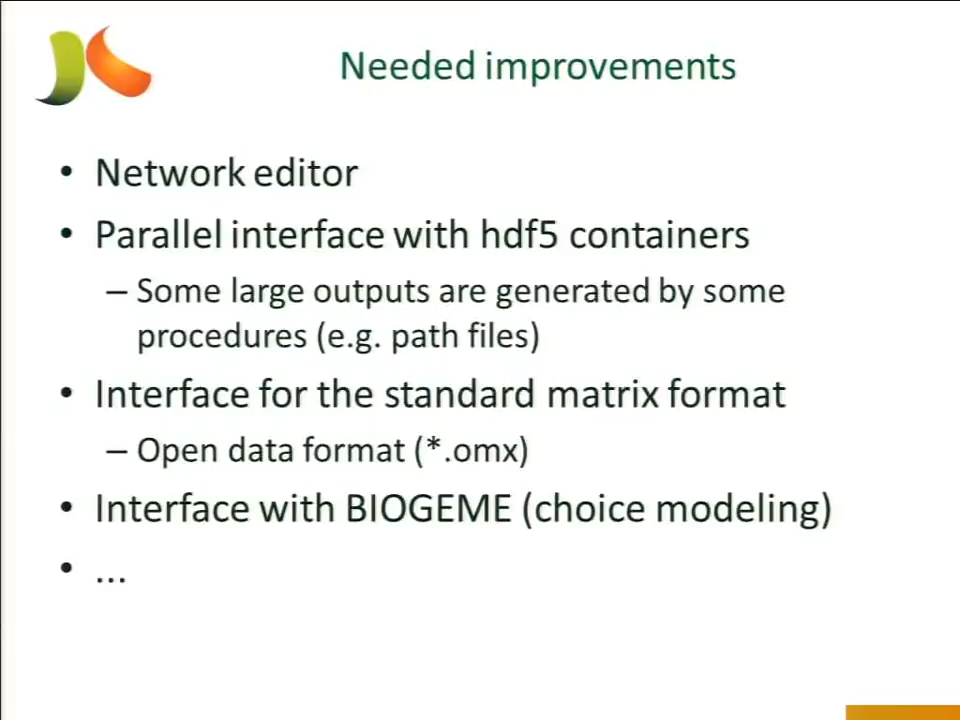 Needed improvements
• Network editor
• Parallel interface with hdf5 containers
– Some large outputs are generated by some
procedures (e.g. path files)
• Interface for the standard matrix format
– Open data format (*.omx)
• Interface with BIOGEME (choice modeling)
• ...